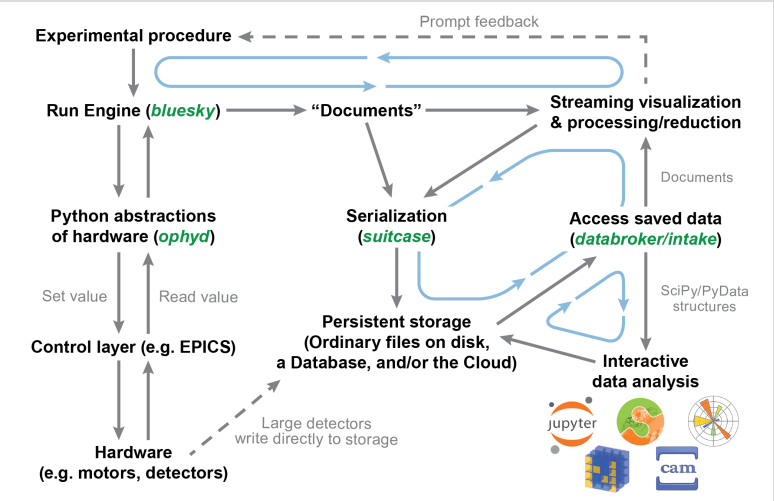 Prompt feedback
Experimental procedure
Run Engine (bluesky)
“Documents”
Streaming visualization
& processing/reduction
Documents
Python abstractions
of hardware (ophyd)
Serialization
(suitcase)
Access saved data
(databroker/intake)
Set value
Read value
SciPy/PyData
structures
Control layer (e.g. EPICS)
Persistent storage
(Ordinary files on disk,
a Database, and/or the Cloud)
Interactive
data analysis
Large detectors
write directly to storage
Hardware
(e.g. motors, detectors)
jupyter
cam